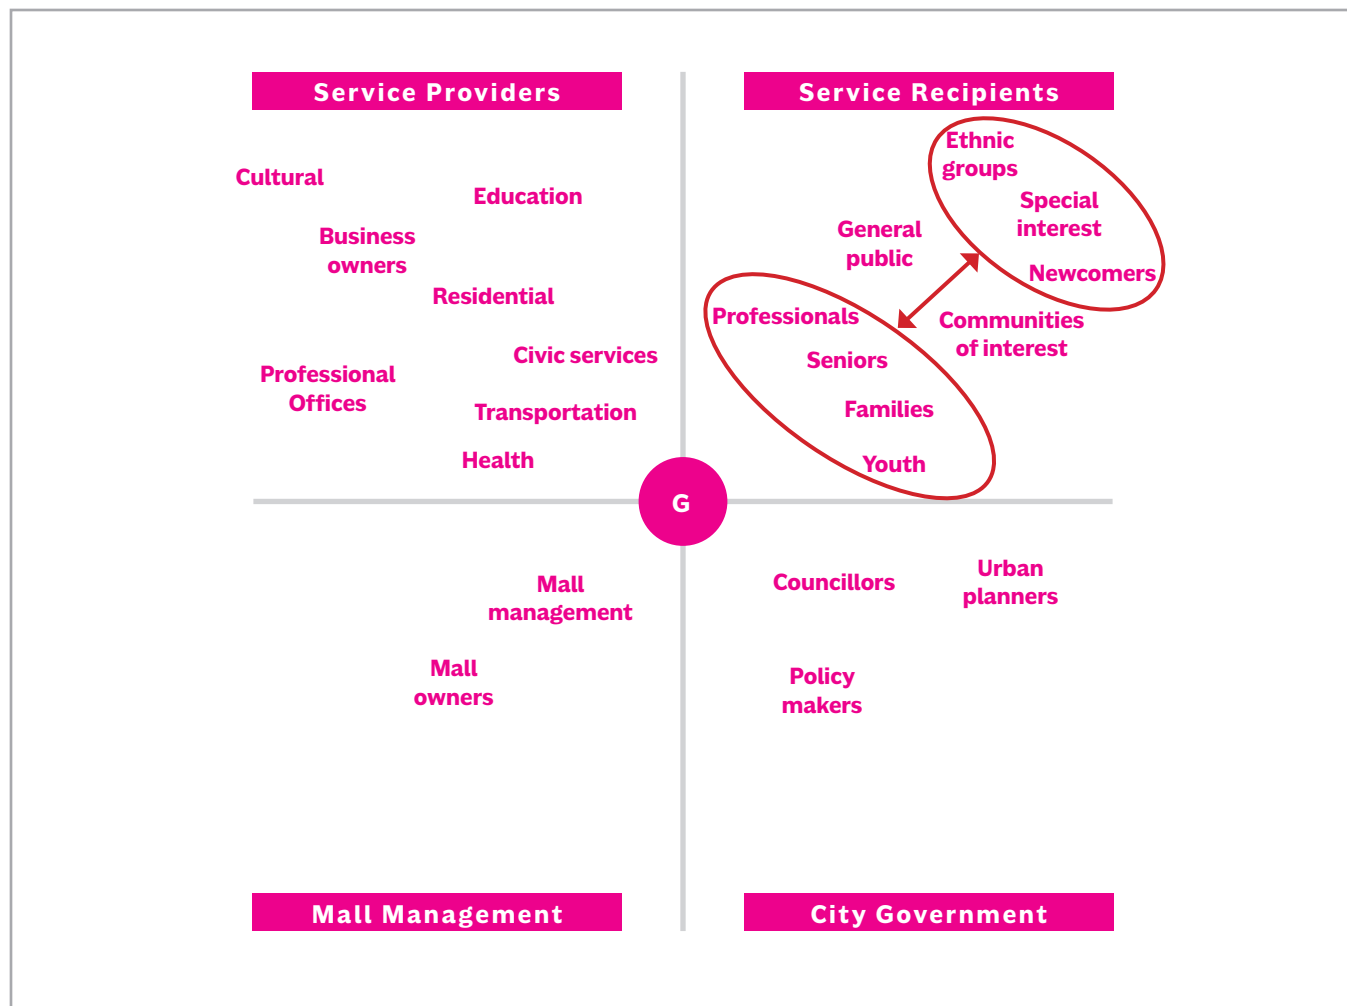 Service Providers
Cultural
Education
Business
owners
Residential
Civic services
Professional
Offices
Transportation
Health
Service Recipients
Ethnic
groups
Special
interest
General
public
Newcomers
Professionals
Communities
of interest
Seniors
Families
Youth
G
Mall
management
Mall
owners
Mall Management
Councillors
Urban
planners
Policy
makers
City Government